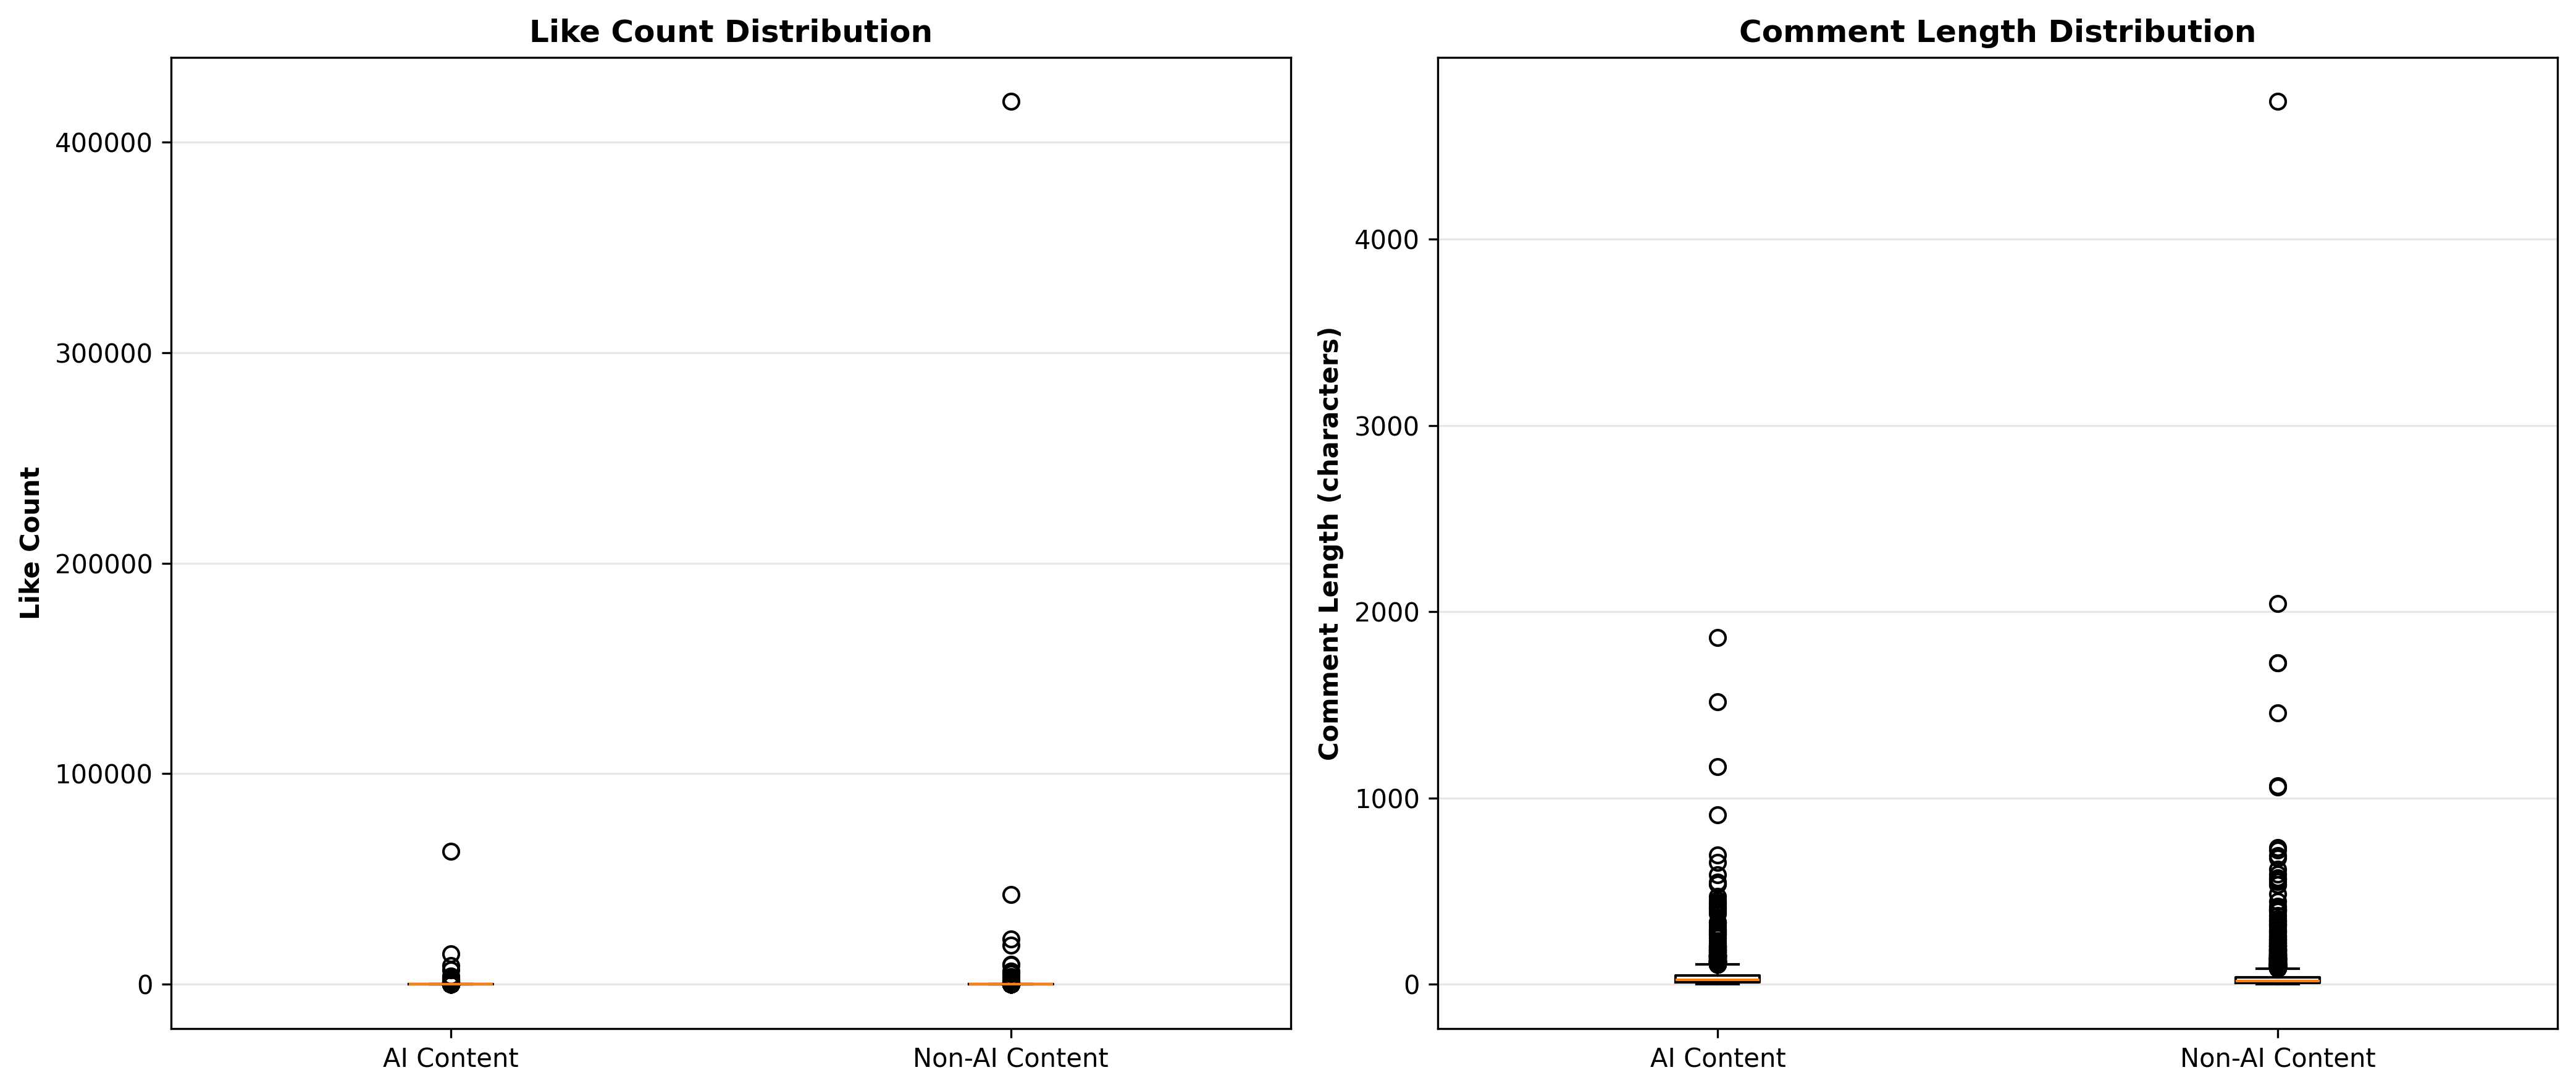 Like Count Distribution
Like Count
400000
300000
200000
100000
0
AI Content
Non-AI Content
Comment Length Distribution
Comment Length (characters)
4000
3000
2000
1000
0
AI Content
Non-AI Content